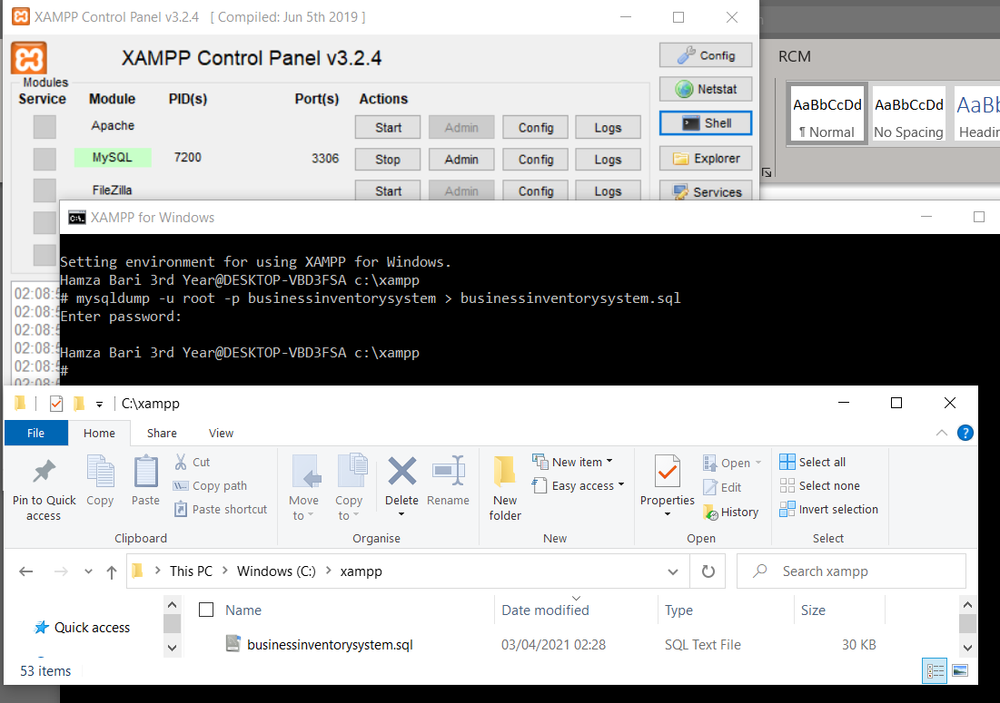 XAMPP Control Panel v3.2.4 [ Compiled: Jun 5th 2019 ]
XAMPP Control Panel v3.2.4
Config
RCM
Modules
Service Module PID(s) Port(s) Actions
Netstat
AaBbCcDd AaBbCcDd AaBb
Apache Start Admin Config Logs
Shell
¶ Normal No Spacing Headin
MySQL 7200 3306 Stop Admin Config Logs
Explorer
FileZilla Start Admin Config Logs
Services
XAMPP for Windows
Setting environment for using XAMPP for Windows.
Hamza Bari 3rd Year@DESKTOP-VBD3FSA c:\xampp
# mysqldump -u root -p businessinventorysystem > businessinventorysystem.sql
Enter password:
Hamza Bari 3rd Year@DESKTOP-VBD3FSA c:\xampp
#
02:08:5
02:08:5
02:08:5
02:08:5
02:08:5
C:\xampp
File Home Share View
Pin to Quick access
Copy
Paste
Cut
Copy path
Paste shortcut
Clipboard
Move to
Copy to
Delete
Rename
Organise
New folder
New item
Easy access
New
Properties
Open
Edit
History
Open
Select all
Select none
Invert selection
Select
This PC Windows (C:) xampp
Search xampp
Name Date modified Type Size
Quick access
businessinventorysystem.sql 03/04/2021 02:28 SQL Text File 30 KB
53 items